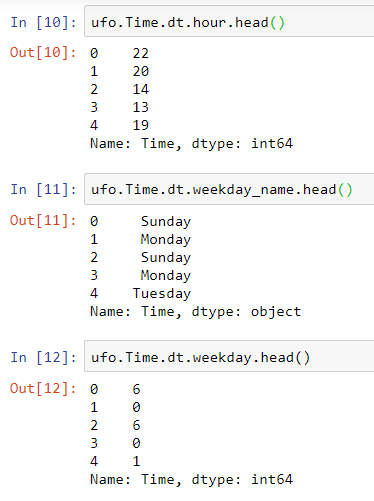 In [10]: ufo.Time.dt.hour.head()
Out[10]: 0    22
1    20
2    14
3    13
4    19
Name: Time, dtype: int64
In [11]: ufo.Time.dt.weekday_name.head()
Out[11]: 0     Sunday
1     Monday
2     Sunday
3     Monday
4    Tuesday
Name: Time, dtype: object
In [12]: ufo.Time.dt.weekday.head()
Out[12]: 0    6
1    0
2    6
3    0
4    1
Name: Time, dtype: int64